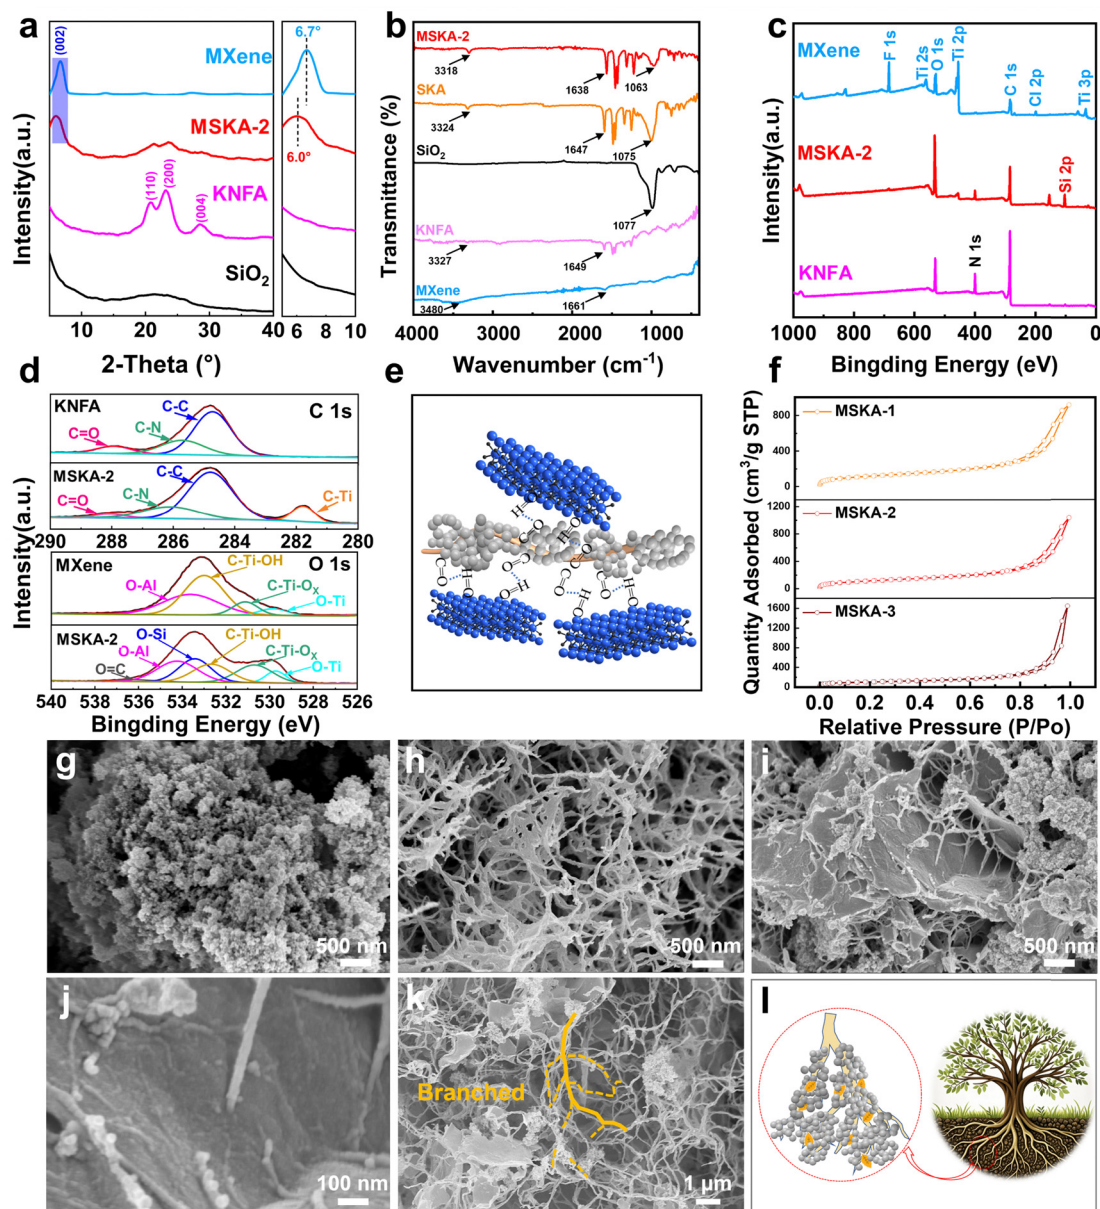 a
(002)
6.7°
MXene
MSKA-2
6.0°
KNFA
(110)
(200)
(004)
SiO2
Intensity(a.u.)
10 20 30 40 6 8 10
2-Theta (°)
b
MSKA-2
3318
1638
1063
SKA
3324
1647
1075
SiO2
1077
KNFA
3327
1649
MXene
3480
1661
Transmittance (%)
4000 3000 2000 1000
Wavenumber (cm-1)
c
MXene
F 1s
Ti 2s
O 1s
Ti 2p
C 1s
Cl 2p
Ti 3p
MSKA-2
Si 2p
KNFA
N 1s
Intensity(a.u.)
1000 800 600 400 200 0
Bingding Energy (eV)
d
KNFA
C 1s
C-C
C-N
C=O
MSKA-2
C-C
C-N
C=O
C-Ti
290 288 286 284 282 280
MXene
O 1s
C-Ti-OH
O-Al
C-Ti-OX
O-Ti
MSKA-2
O-Si
C-Ti-OH
O-Al
C-Ti-OX
O=C
O-Ti
Intensity(a.u.)
540 538 536 534 532 530 528 526
Bingding Energy (eV)
e
H
O
O
H
O
C
O
C
O
C
O
C
O
C
H
O
H
O
H
O
H
O
f
MSKA-1
800
400
0
MSKA-2
1200
800
400
0
MSKA-3
1600
1200
800
400
0
Quantity Adsorbed (cm3/g STP)
0.0 0.2 0.4 0.6 0.8 1.0
Relative Pressure (P/Po)
g
500 nm
h
500 nm
i
500 nm
j
100 nm
k
Branched
1 µm
l